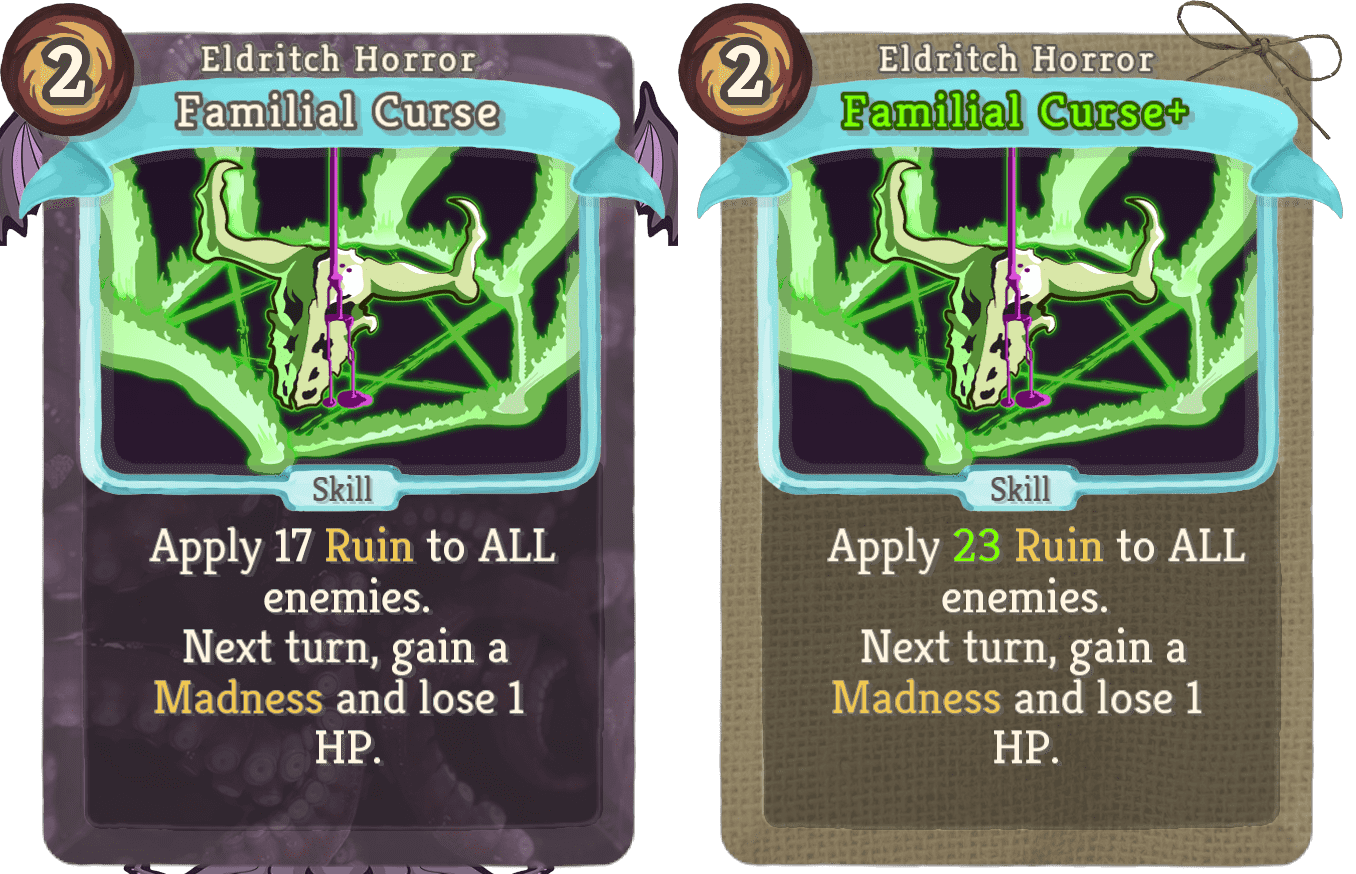 2
Eldritch Horror
Familial Curse
Skill
Apply 17 Ruin to ALL
enemies.
Next turn, gain a
Madness and lose 1
HP.
2
Eldritch Horror
Familial Curse+
Skill
Apply 23 Ruin to ALL
enemies.
Next turn, gain a
Madness and lose 1
HP.